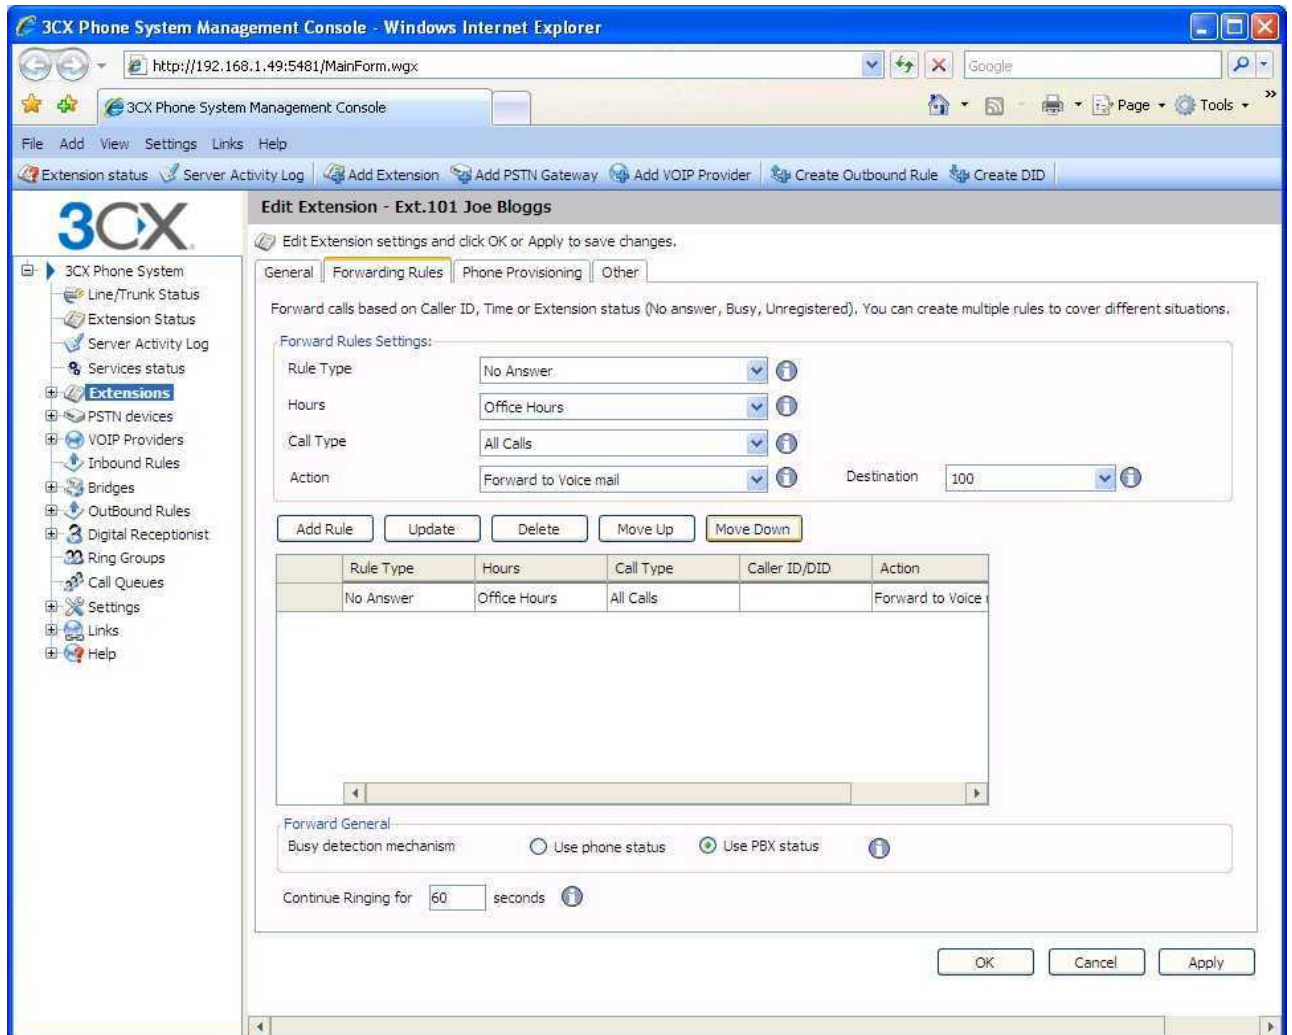 3CX Phone System Management Console - Windows Internet Explorer
http://192.168.1.49:5481/MainForm.wgx
Google
3CX Phone System Management Console
Page
Tools
»
File Add View Settings Links Help
Extension status Server Activity Log Add Extension Add PSTN Gateway Add VOIP Provider Create Outbound Rule Create DID
3CX
Edit Extension - Ext.101 Joe Bloggs
Edit Extension settings and click OK or Apply to save changes.
3CX Phone System
Line/Trunk Status
Extension Status
Server Activity Log
Services status
Extensions
PSTN devices
VOIP Providers
Inbound Rules
Bridges
OutBound Rules
Digital Receptionist
Ring Groups
Call Queues
Settings
Links
Help
General Forwarding Rules Phone Provisioning Other
Forward calls based on Caller ID, Time or Extension status (No answer, Busy, Unregistered). You can create multiple rules to cover different situations.
Forward Rules Settings:
Rule Type No Answer
Hours Office Hours
Call Type All Calls
Action Forward to Voice mail Destination 100
Add Rule Update Delete Move Up Move Down
Rule Type Hours Call Type Caller ID/DID Action
No Answer Office Hours All Calls Forward to Voice
Forward General
Busy detection mechanism Use phone status Use PBX status
Continue Ringing for 60 seconds
OK Cancel Apply